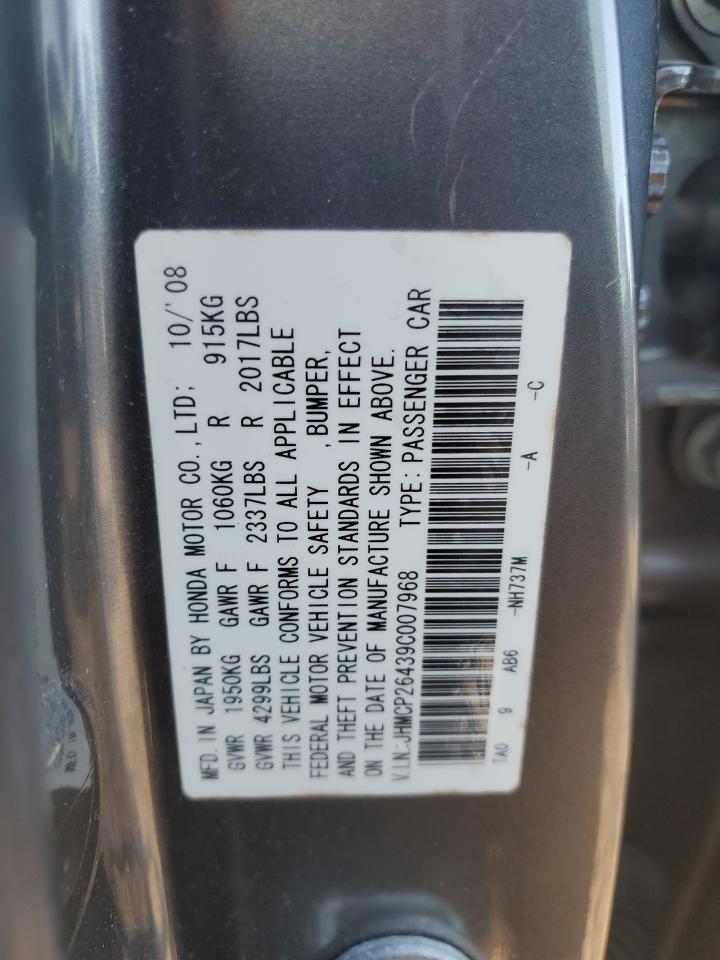 MFD. IN JAPAN BY HONDA MOTOR CO., LTD; 10/'08
GVWR 1950KG GAWR F 1060KG R 915KG
GVWR 4299LBS GAWR F 2337LBS R 2017LBS
THIS VEHICLE CONFORMS TO ALL APPLICABLE
FEDERAL MOTOR VEHICLE SAFETY , BUMPER,
AND THEFT PREVENTION STANDARDS IN EFFECT
ON THE DATE OF MANUFACTURE SHOWN ABOVE.
V.I.N.:JHMCP26439C007968 TYPE: PASSENGER CAR
TA0 9 AB6 -NH737M -A -C